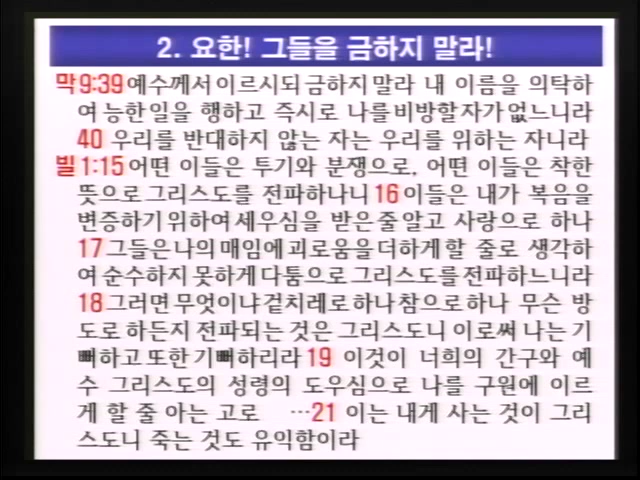 2. 요한! 그들을 금하지 말라!
막9:39 예수께서 이르시되 금하지 말라 내 이름을 의탁하
여 능한 일을 행하고 즉시로 나를 비방할 자가 없느니라
40 우리를 반대하지 않는 자는 우리를 위하는 자니라
빌1:15 어떤 이들은 투기와 분쟁으로, 어떤 이들은 착한
뜻으로 그리스도를 전파하나니 16 이들은 내가 복음을
변증하기 위하여 세우심을 받은 줄 알고 사랑으로 하나
17 그들은 나의 매임에 괴로움을 더하게 할 줄로 생각하
여 순수하지 못하게 다툼으로 그리스도를 전파하느니라
18 그러면 무엇이냐 겉치레로 하나 참으로 하나 무슨 방
도로 하든지 전파되는 것은 그리스도니 이로써 나는 기
뻐하고 또한 기뻐하리라 19 이것이 너희의 간구와 예
수 그리스도의 성령의 도우심으로 나를 구원에 이르
게 할 줄 아는 고로 …21 이는 내게 사는 것이 그리
스도니 죽는 것도 유익함이라